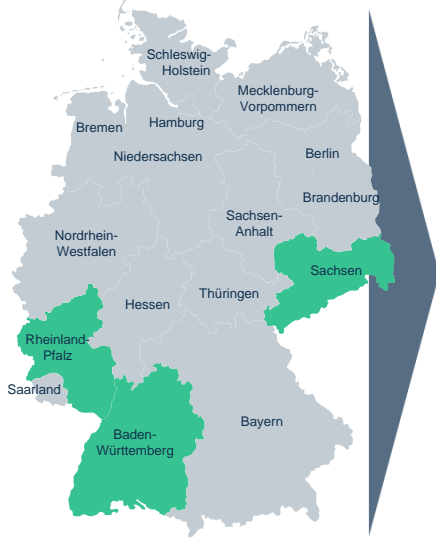 Schleswig-
Holstein
Mecklenburg-
Vorpommern
Hamburg
Bremen
Niedersachsen
Berlin
Brandenburg
Sachsen-
Anhalt
Nordrhein-
Westfalen
Sachsen
Thüringen
Hessen
Rheinland-
Pfalz
Saarland
Bayern
Baden-
Württemberg